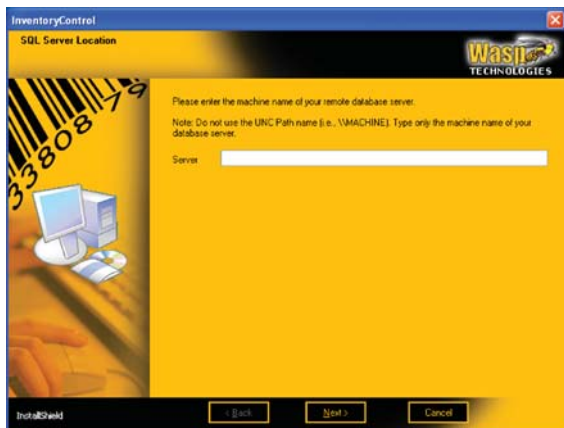 InventoryControl
SQL Server Location
Wasp
TECHNOLOGIES
Please enter the machine name of your remote database server.
Note: Do not use the UNC Path name (i.e., \\MACHINE). Type only the machine name of your
database server.
Server
33808 79
InstallShield
< Back
Next >
Cancel